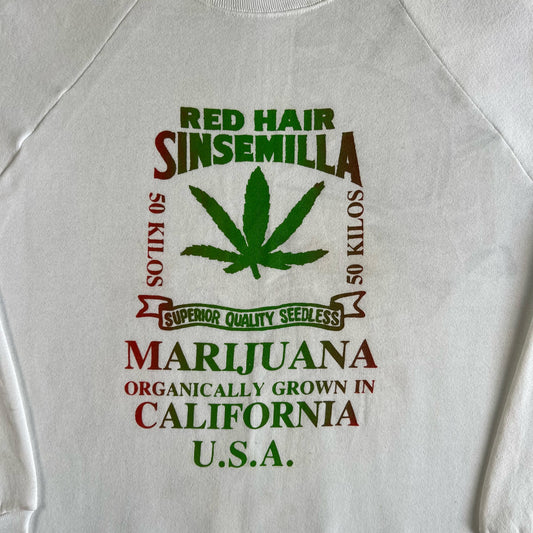 RED HAIR
SINSEMILLA
50 KILOS
50 KILOS
SUPERIOR QUALITY SEEDLESS
MARIJUANA
ORGANICALLY GROWN IN
CALIFORNIA
U.S.A.